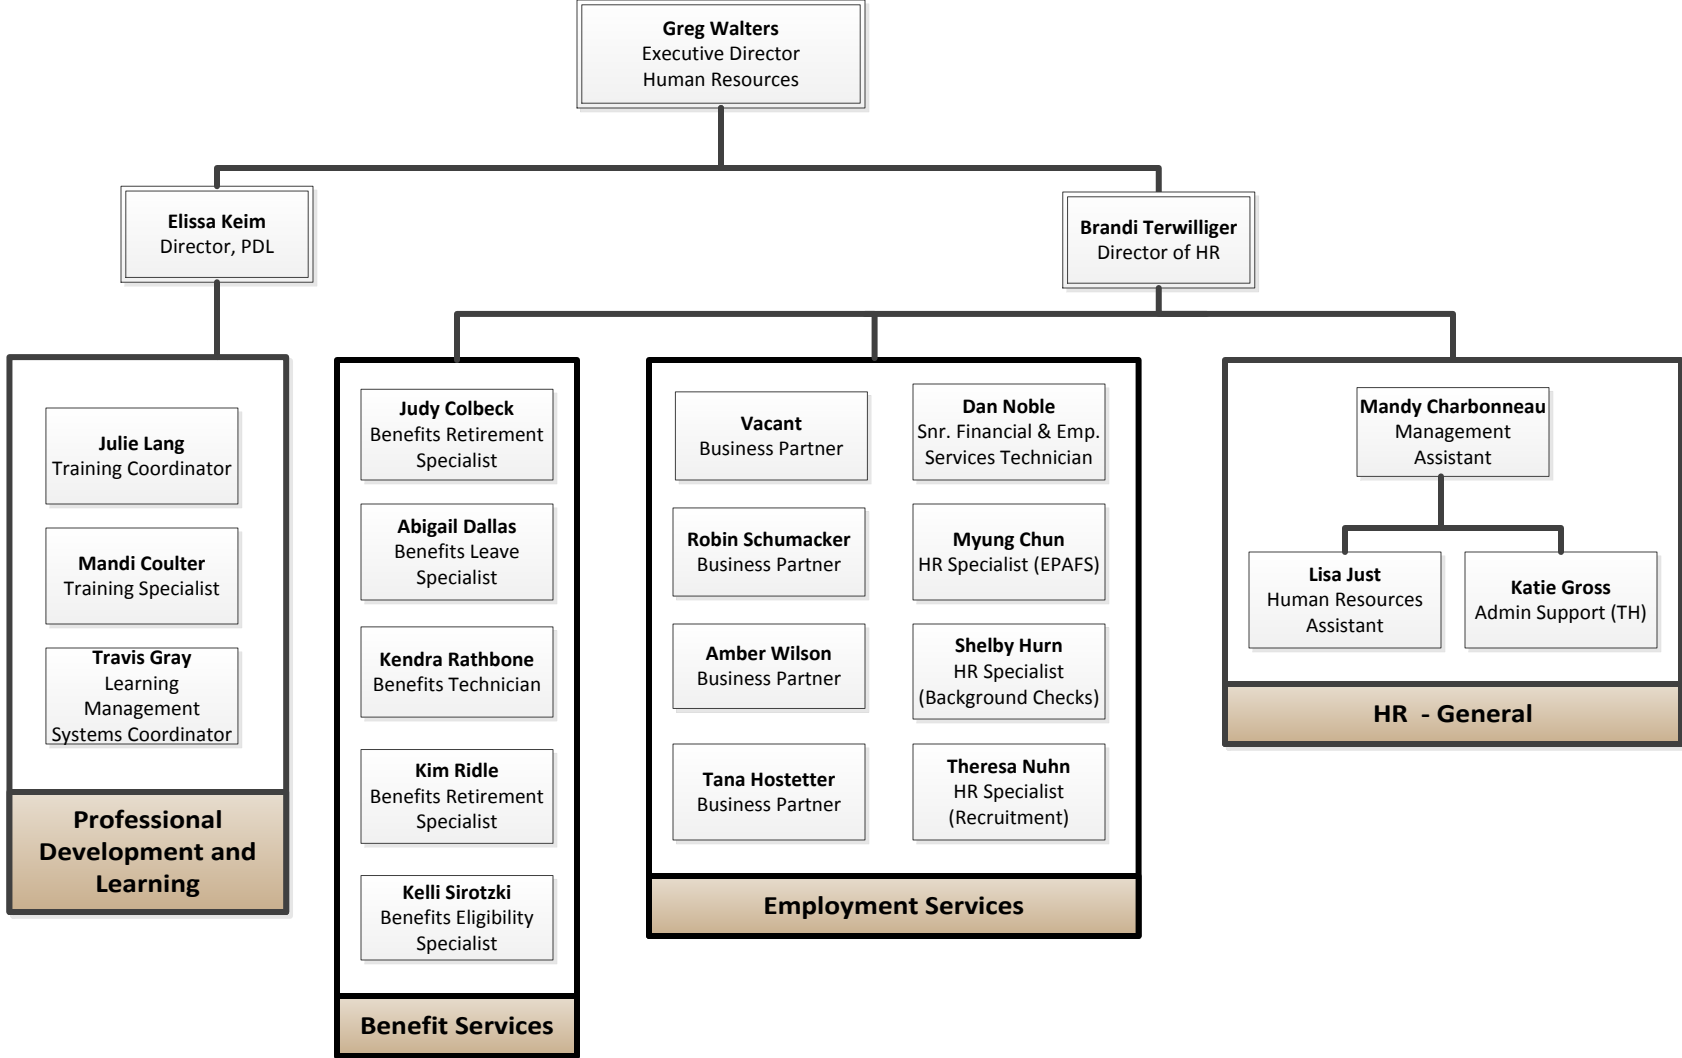 Greg Walters
Executive Director
Human Resources
Elissa Keim
Director, PDL
Brandi Terwilliger
Director of HR
Julie Lang
Training Coordinator
Mandi Coulter
Training Specialist
Travis Gray
Learning
Management
Systems Coordinator
Professional
Development and
Learning
Judy Colbeck
Benefits Retirement
Specialist
Abigail Dallas
Benefits Leave
Specialist
Kendra Rathbone
Benefits Technician
Kim Ridle
Benefits Retirement
Specialist
Kelli Sirotzki
Benefits Eligibility
Specialist
Benefit Services
Vacant
Business Partner
Robin Schumacker
Business Partner
Amber Wilson
Business Partner
Tana Hostetter
Business Partner
Dan Noble
Snr. Financial & Emp.
Services Technician
Myung Chun
HR Specialist (EPAFS)
Shelby Hurn
HR Specialist
(Background Checks)
Theresa Nuhn
HR Specialist
(Recruitment)
Employment Services
Mandy Charbonneau
Management
Assistant
Lisa Just
Human Resources
Assistant
Katie Gross
Admin Support (TH)
HR  - General